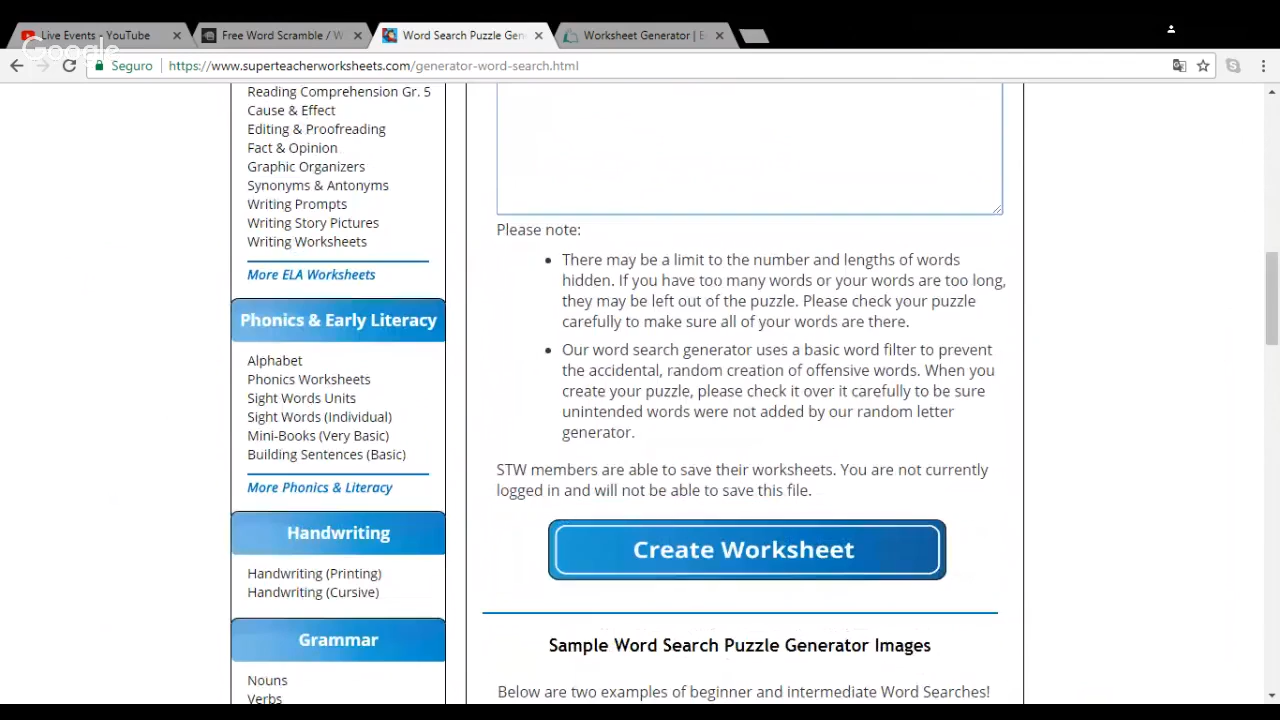 Live Events - YouTube
Free Word Scramble / W
Word Search Puzzle Gen
Worksheet Generator | E
Google
Seguro
https://www.superteacherworksheets.com/generator-word-search.html
Reading Comprehension Gr. 5
Cause & Effect
Editing & Proofreading
Fact & Opinion
Graphic Organizers
Synonyms & Antonyms
Writing Prompts
Writing Story Pictures
Writing Worksheets
More ELA Worksheets
Phonics & Early Literacy
Alphabet
Phonics Worksheets
Sight Words Units
Sight Words (Individual)
Mini-Books (Very Basic)
Building Sentences (Basic)
More Phonics & Literacy
Handwriting
Handwriting (Printing)
Handwriting (Cursive)
Grammar
Nouns
Verbs
Please note:
There may be a limit to the number and lengths of words
hidden. If you have too many words or your words are too long,
they may be left out of the puzzle. Please check your puzzle
carefully to make sure all of your words are there.
Our word search generator uses a basic word filter to prevent
the accidental, random creation of offensive words. When you
create your puzzle, please check it over it carefully to be sure
unintended words were not added by our random letter
generator.
STW members are able to save their worksheets. You are not currently
logged in and will not be able to save this file.
Create Worksheet
Sample Word Search Puzzle Generator Images
Below are two examples of beginner and intermediate Word Searches!